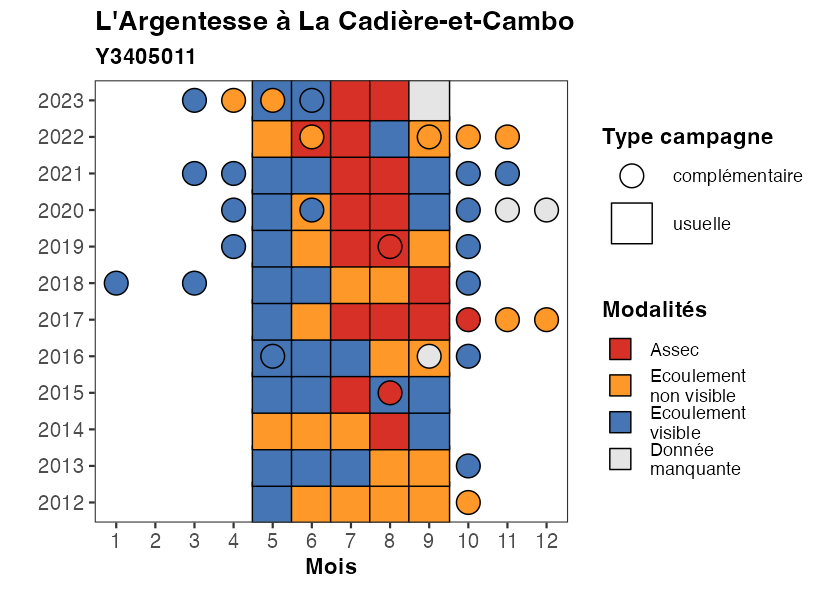 L'Argentesse à La Cadière-et-Cambo
Y3405011
2023
2022
2021
2020
2019
2018
2017
2016
2015
2014
2013
2012
1 2 3 4 5 6 7 8 9 10 11 12
Mois
Type campagne
complémentaire
usuelle
Modalités
Assec
Ecoulement
non visible
Ecoulement
visible
Donnée
manquante